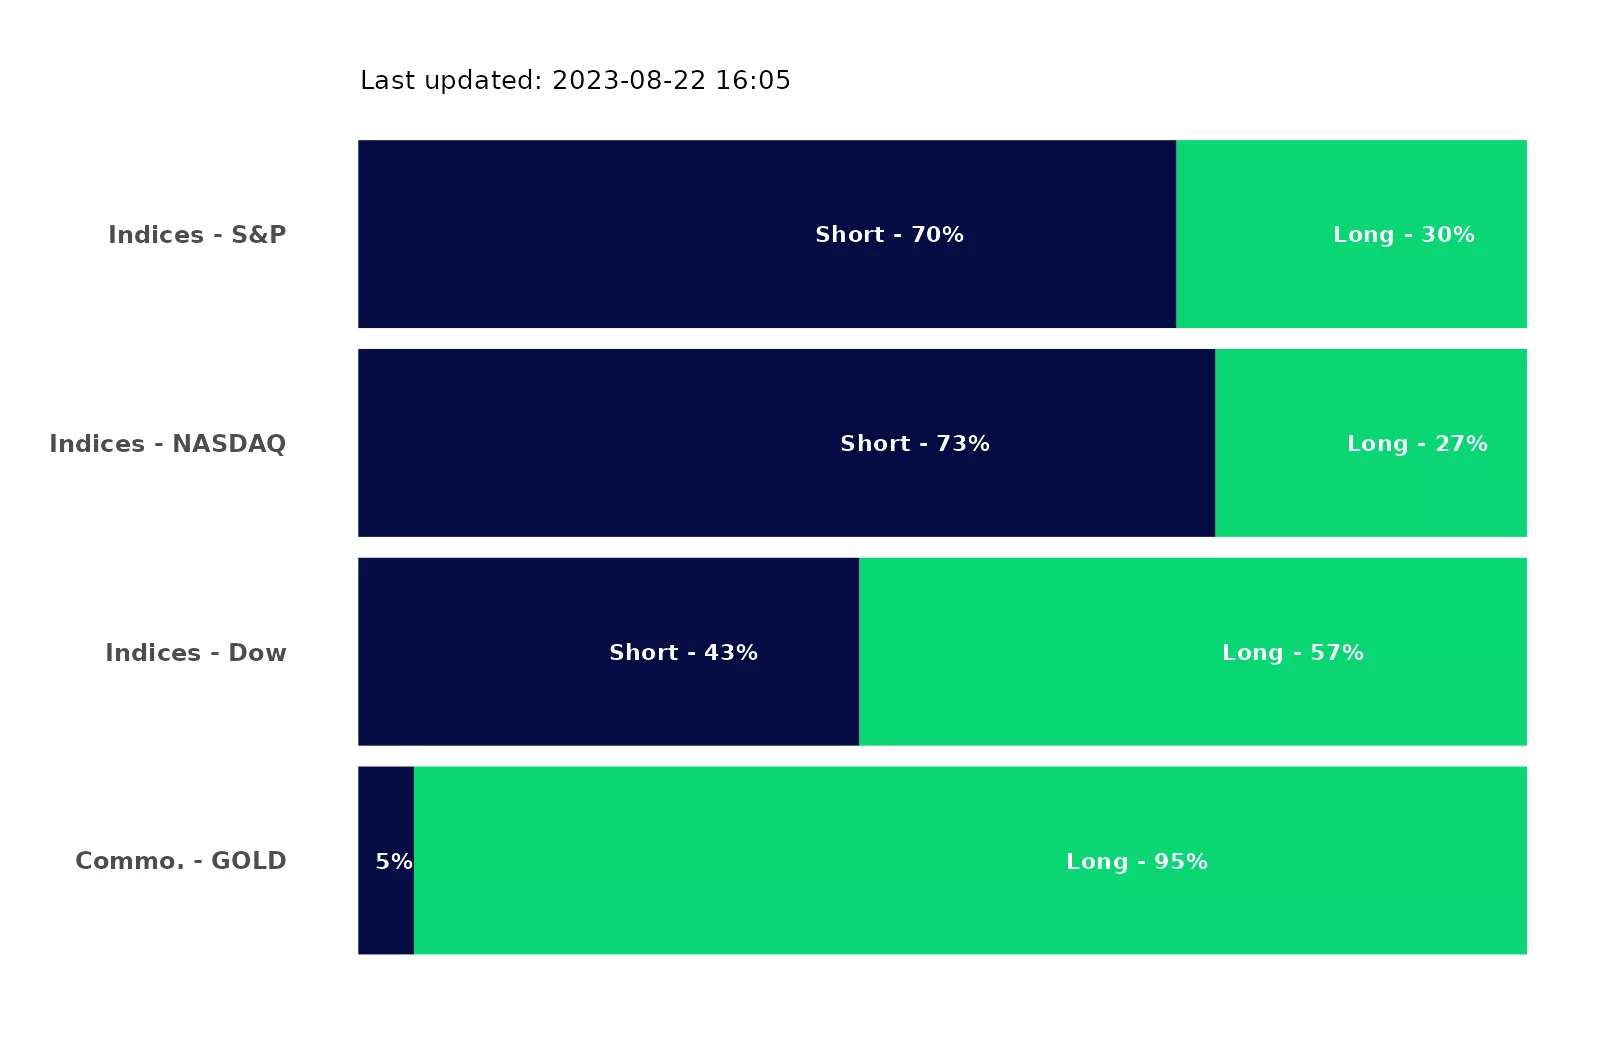 Last updated: 2023-08-22 16:05
Indices - S&P
Short - 70%
Long - 30%
Indices - NASDAQ
Short - 73%
Long - 27%
Indices - Dow
Short - 43%
Long - 57%
Commo. - GOLD
5%
Long - 95%